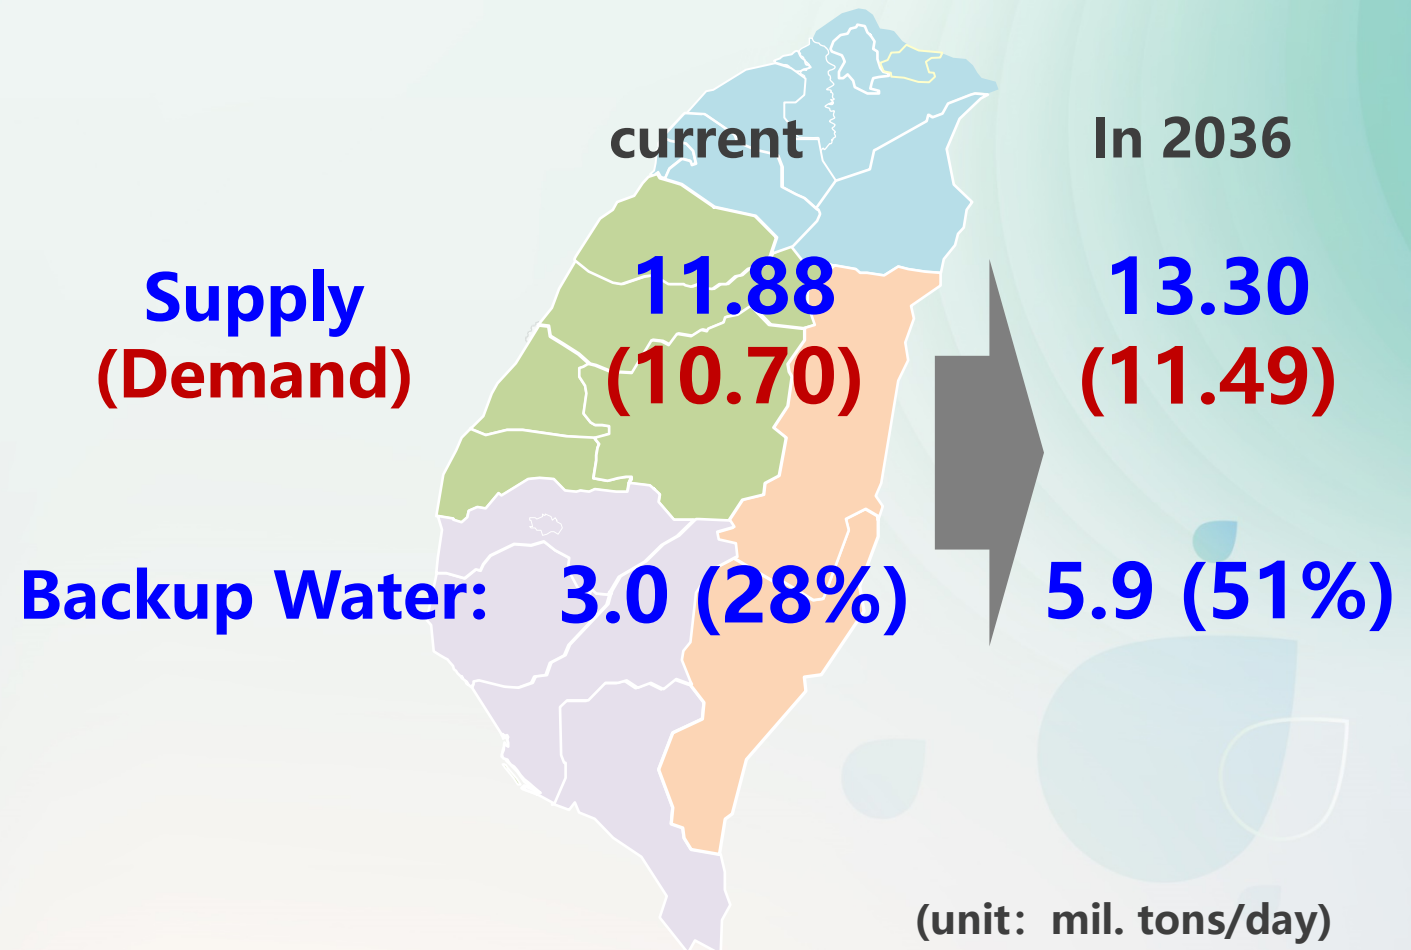 current In 2036
Supply 11.88 13.30
(Demand) (10.70) (11.49)
Backup Water: 3.0 (28%) 5.9 (51%)
(unit： mil. tons/day)